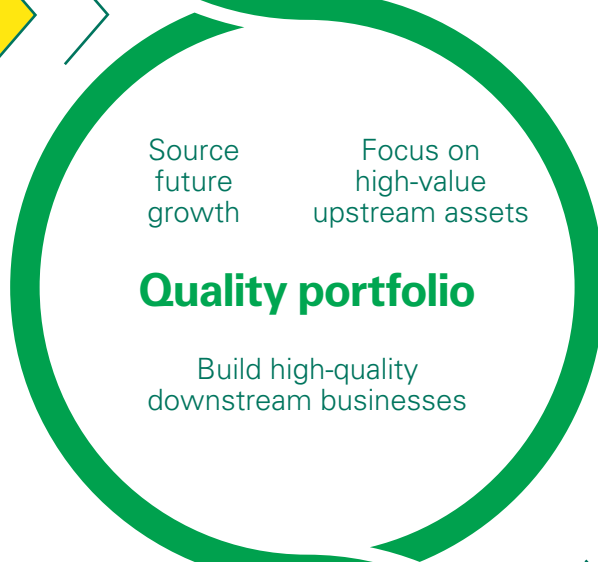 Source
future
growth
Focus on
high-value
upstream assets
Quality portfolio
Build high-quality
downstream businesses